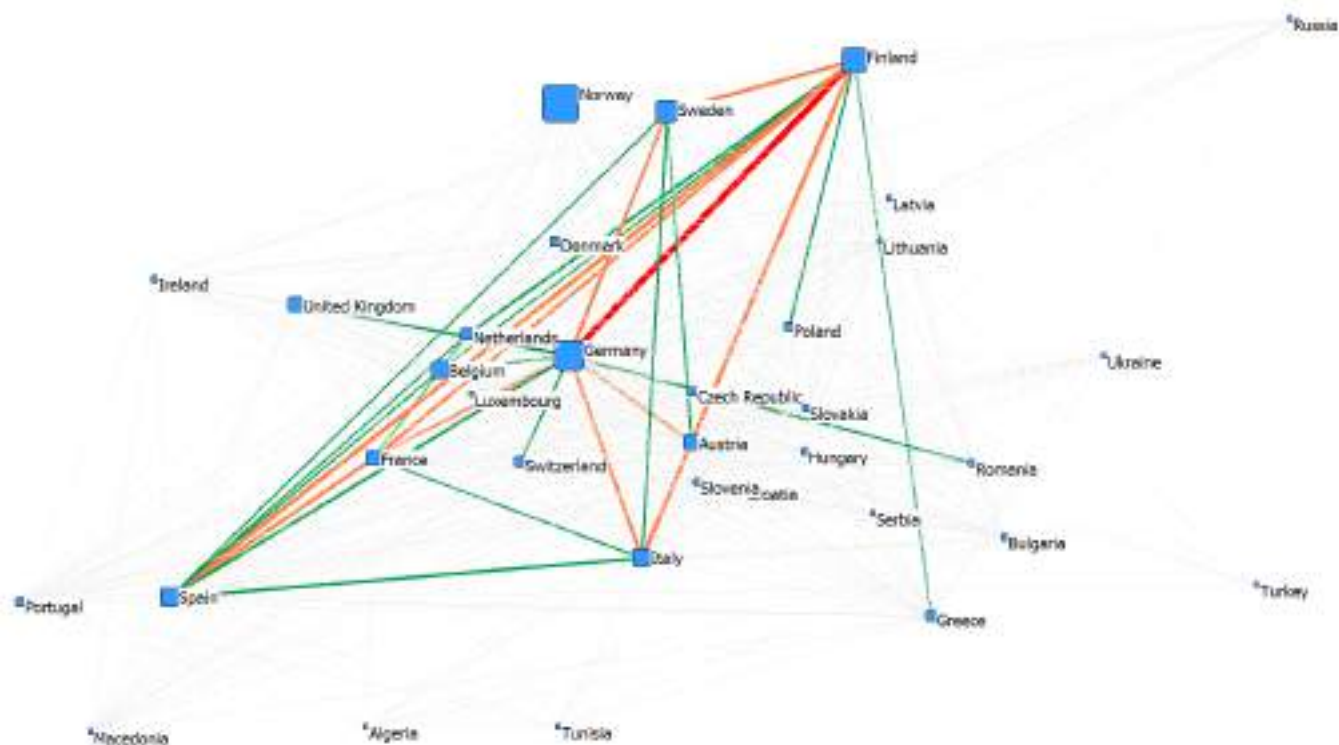 Russia
Finland
Norway
Sweden
Latvia
Denmark
Lithuania
Ireland
United Kingdom
Poland
Netherlands
Germany
Ukraine
Belgium
Czech Republic
Luxembourg
Slovakia
Austria
France
Hungary
Switzerland
Romania
Slovenia
oatia
Serbia
Bulgaria
Italy
Turkey
Spain
Portugal
Greece
Macedonia
Algeria
Tunisia